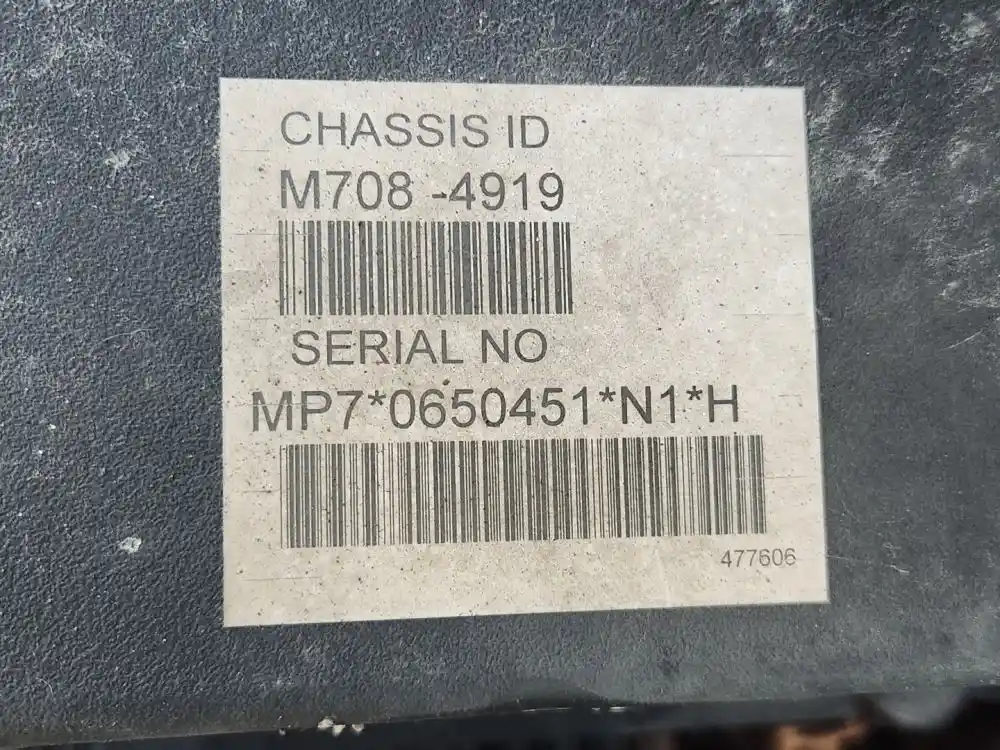 CHASSIS ID
M708 -4919
SERIAL NO
MP7*0650451*N1*H
477606